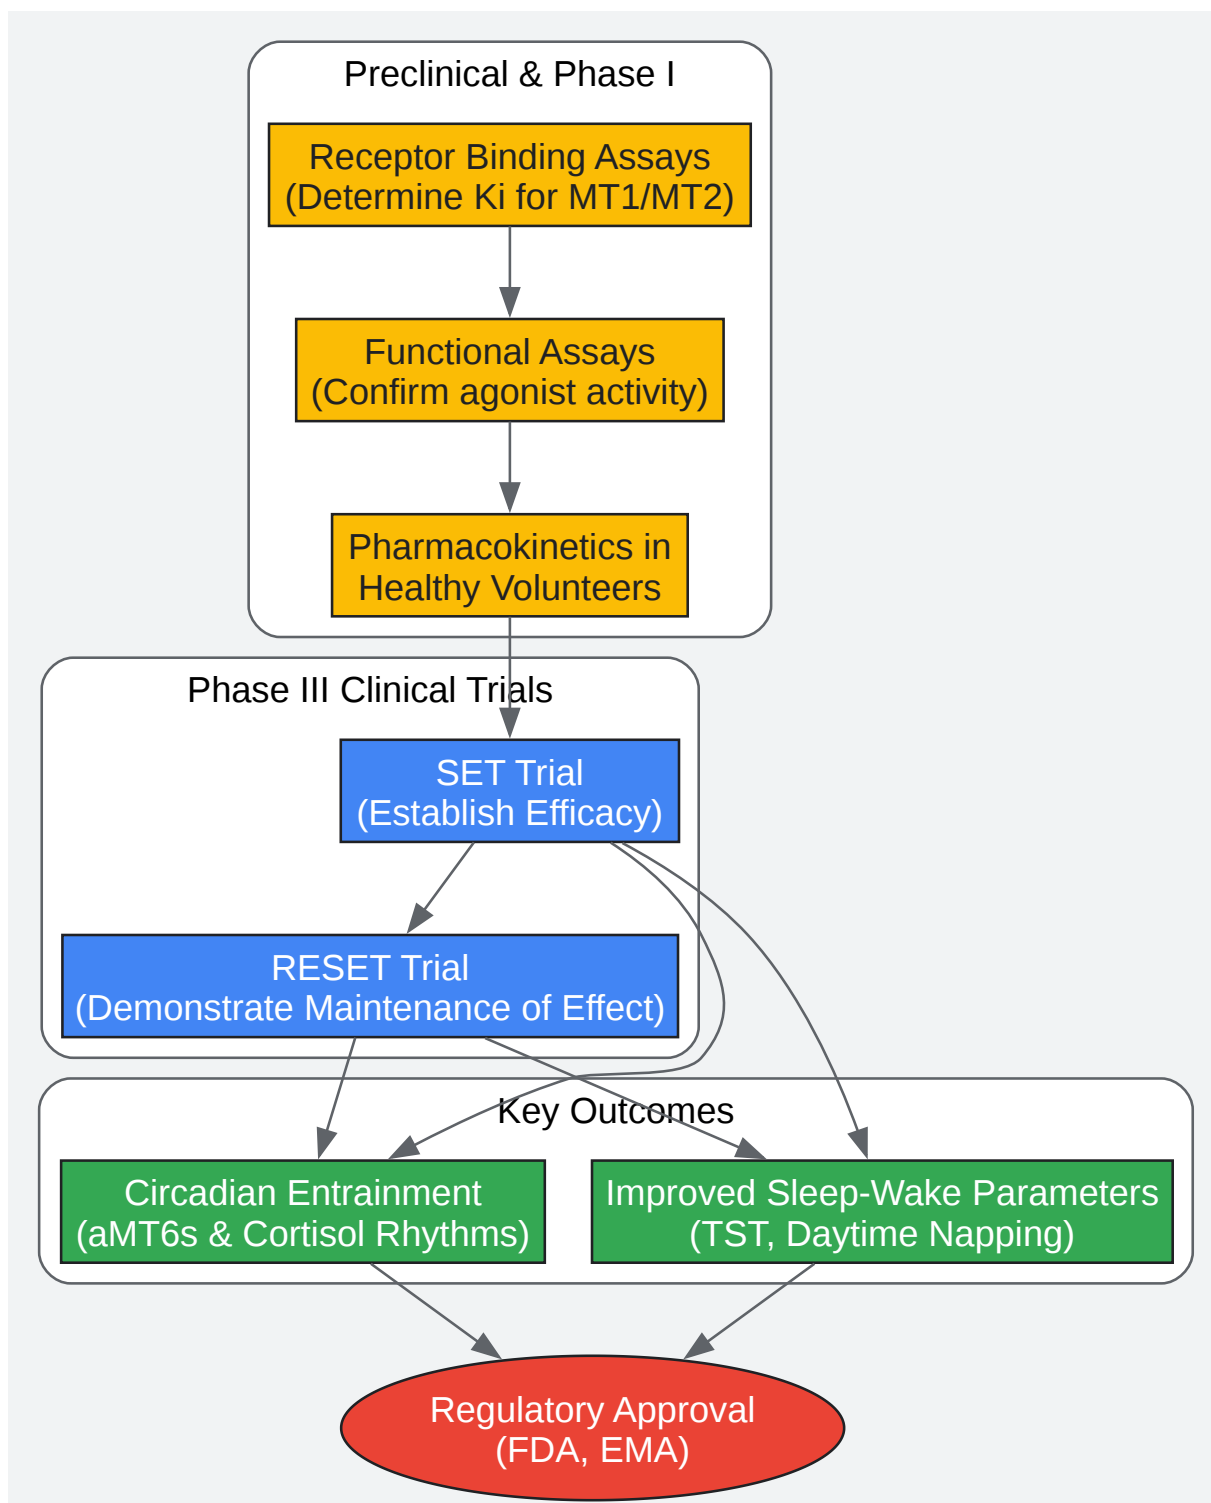 Preclinical & Phase I
Receptor Binding Assays
(Determine Ki for MT1/MT2)
Functional Assays
(Confirm agonist activity)
Pharmacokinetics in
Healthy Volunteers
Phase III Clinical Trials
SET Trial
(Establish Efficacy)
RESET Trial
(Demonstrate Maintenance of Effect)
Key Outcomes
Circadian Entrainment
(aMT6s & Cortisol Rhythms)
Improved Sleep-Wake Parameters
(TST, Daytime Napping)
Regulatory Approval
(FDA, EMA)